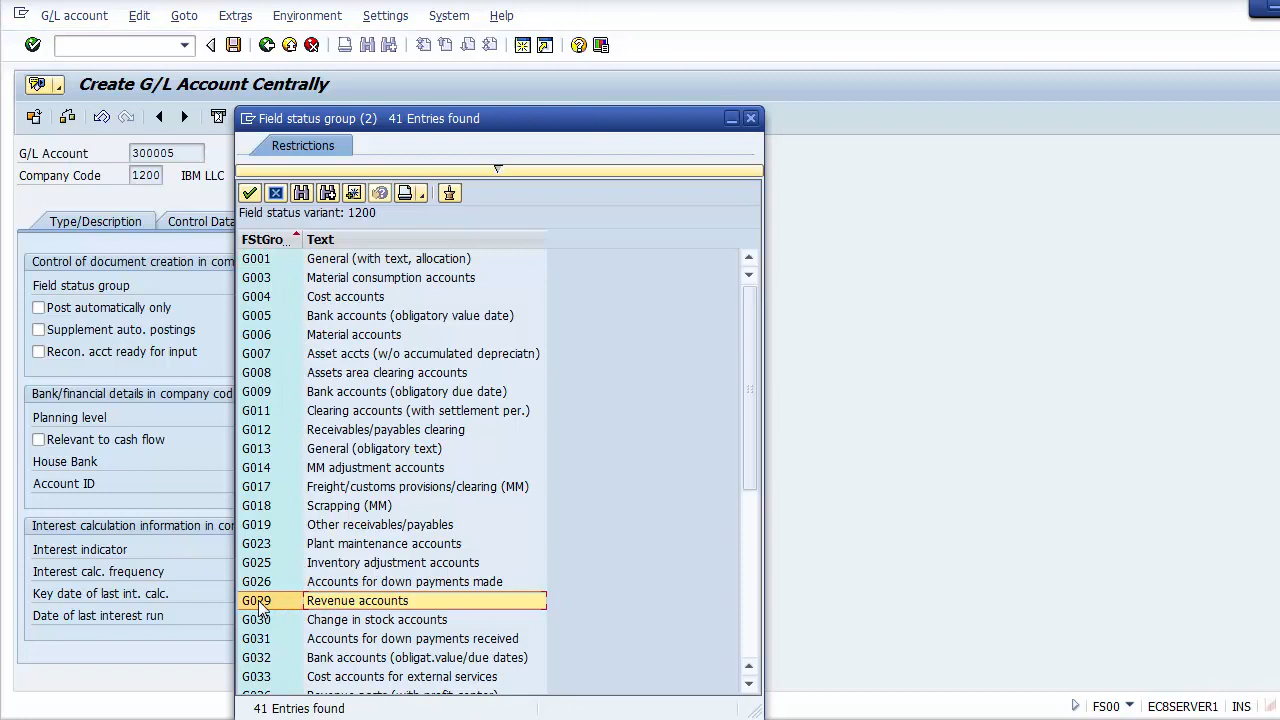 G/L account Edit Goto Extras Environment Settings System Help
Create G/L Account Centrally
G/L Account 300005
Company Code 1200 IBM LLC
Type/Description Control Data
Control of document creation in com
Field status group
Post automatically only
Supplement auto. postings
Recon. acct ready for input
Bank/financial details in company cod
Planning level
Relevant to cash flow
House Bank
Account ID
Interest calculation information in co
Interest indicator
Interest calc. frequency
Key date of last int. calc.
Date of last interest run
Field status group (2) 41 Entries found
Restrictions
Field status variant: 1200
FStGro... Text
G001 General (with text, allocation)
G003 Material consumption accounts
G004 Cost accounts
G005 Bank accounts (obligatory value date)
G006 Material accounts
G007 Asset accts (w/o accumulated depreciatn)
G008 Assets area clearing accounts
G009 Bank accounts (obligatory due date)
G011 Clearing accounts (with settlement per.)
G012 Receivables/payables clearing
G013 General (obligatory text)
G014 MM adjustment accounts
G017 Freight/customs provisions/clearing (MM)
G018 Scrapping (MM)
G019 Other receivables/payables
G023 Plant maintenance accounts
G025 Inventory adjustment accounts
G026 Accounts for down payments made
G029 Revenue accounts
G030 Change in stock accounts
G031 Accounts for down payments received
G032 Bank accounts (obligat.value/due dates)
G033 Cost accounts for external services
41 Entries found
FS00 EC8SERVER1 INS